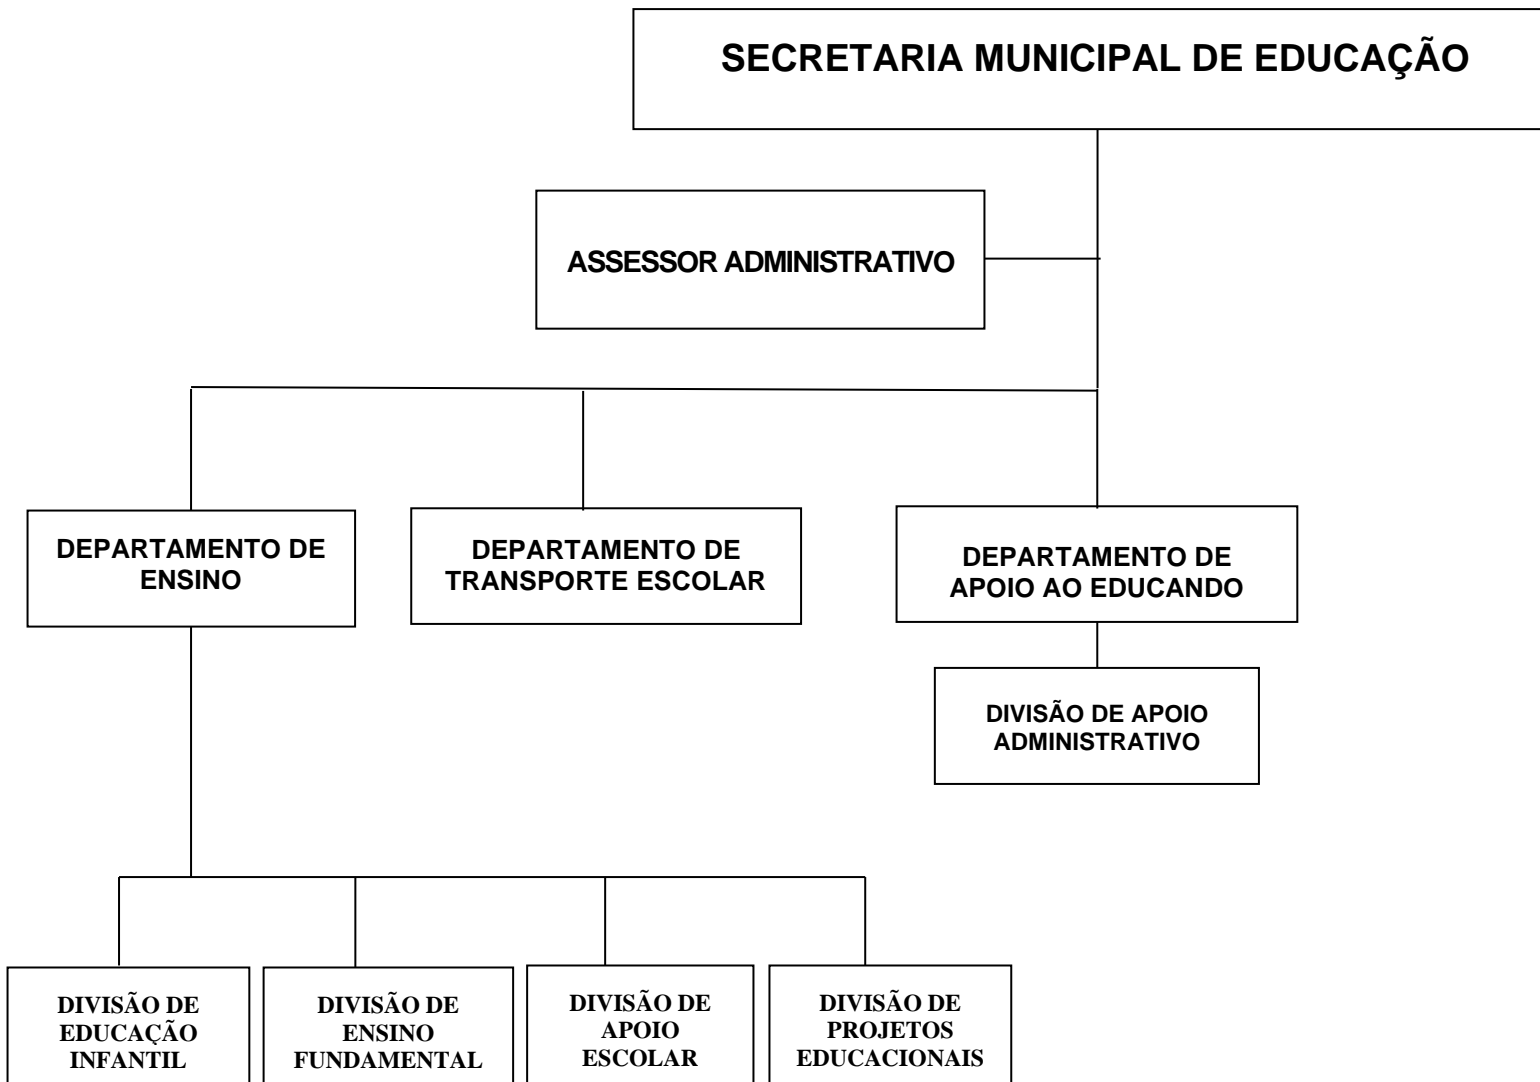 SECRETARIA MUNICIPAL DE EDUCAÇÃO
ASSESSOR ADMINISTRATIVO
DEPARTAMENTO DE
ENSINO
DEPARTAMENTO DE
TRANSPORTE ESCOLAR
DEPARTAMENTO DE
APOIO AO EDUCANDO
DIVISÃO DE APOIO
ADMINISTRATIVO
DIVISÃO DE
EDUCAÇÃO
INFANTIL
DIVISÃO DE
ENSINO
FUNDAMENTAL
DIVISÃO DE
APOIO
ESCOLAR
DIVISÃO DE
PROJETOS
EDUCACIONAIS